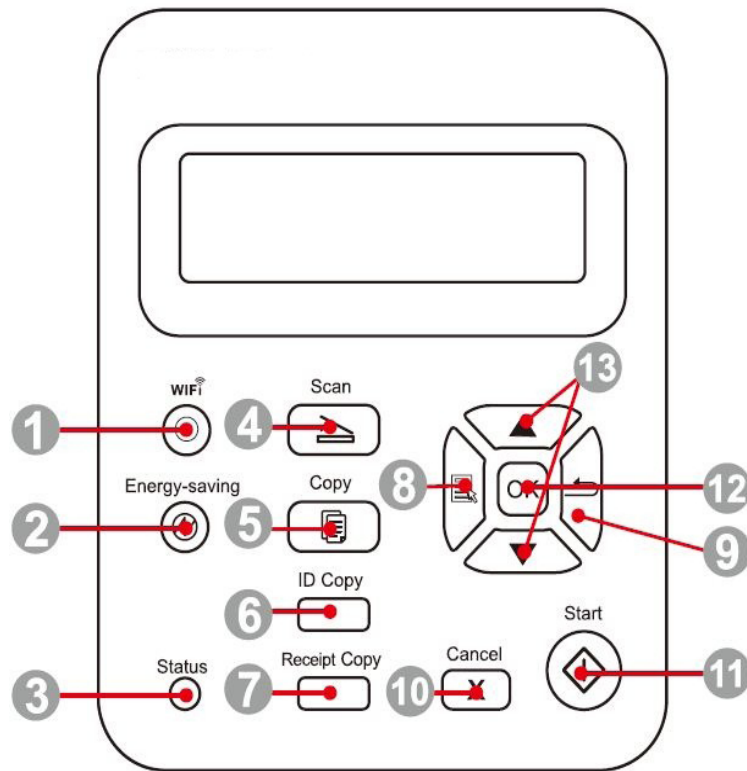 WiFi
Scan
13
1
4
8
OK
12
Energy-saving
Copy
2
5
9
ID Copy
6
Start
Status
Receipt Copy
Cancel
3
7
10
X
11